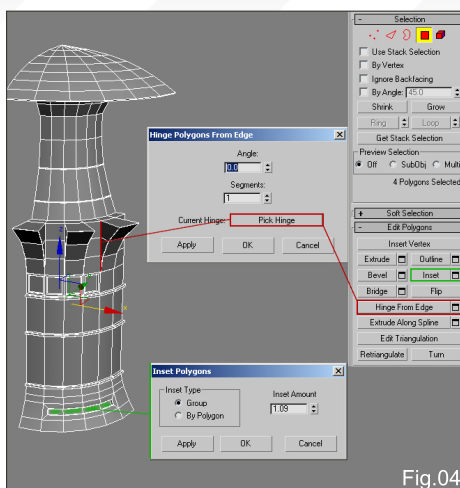 Selection
Use Stack Selection
By Vertex
Ignore Backfacing
By Angle: 45.0
Shrink Grow
Ring Loop
Get Stack Selection
Preview Selection
Off SubObj Multi
4 Polygons Selected
+ Soft Selection
- Edit Polygons
Insert Vertex
Extrude Outline
Bevel Inset
Bridge Flip
Hinge From Edge
Extrude Along Spline
Edit Triangulation
Retriangulate Turn
Hinge Polygons From Edge
Angle:
0.0
Segments:
1
Current Hinge: Pick Hinge
Apply OK Cancel
Inset Polygons
Inset Type
Group
By Polygon
Inset Amount
1.09
Apply OK Cancel
z
x
Fig.04